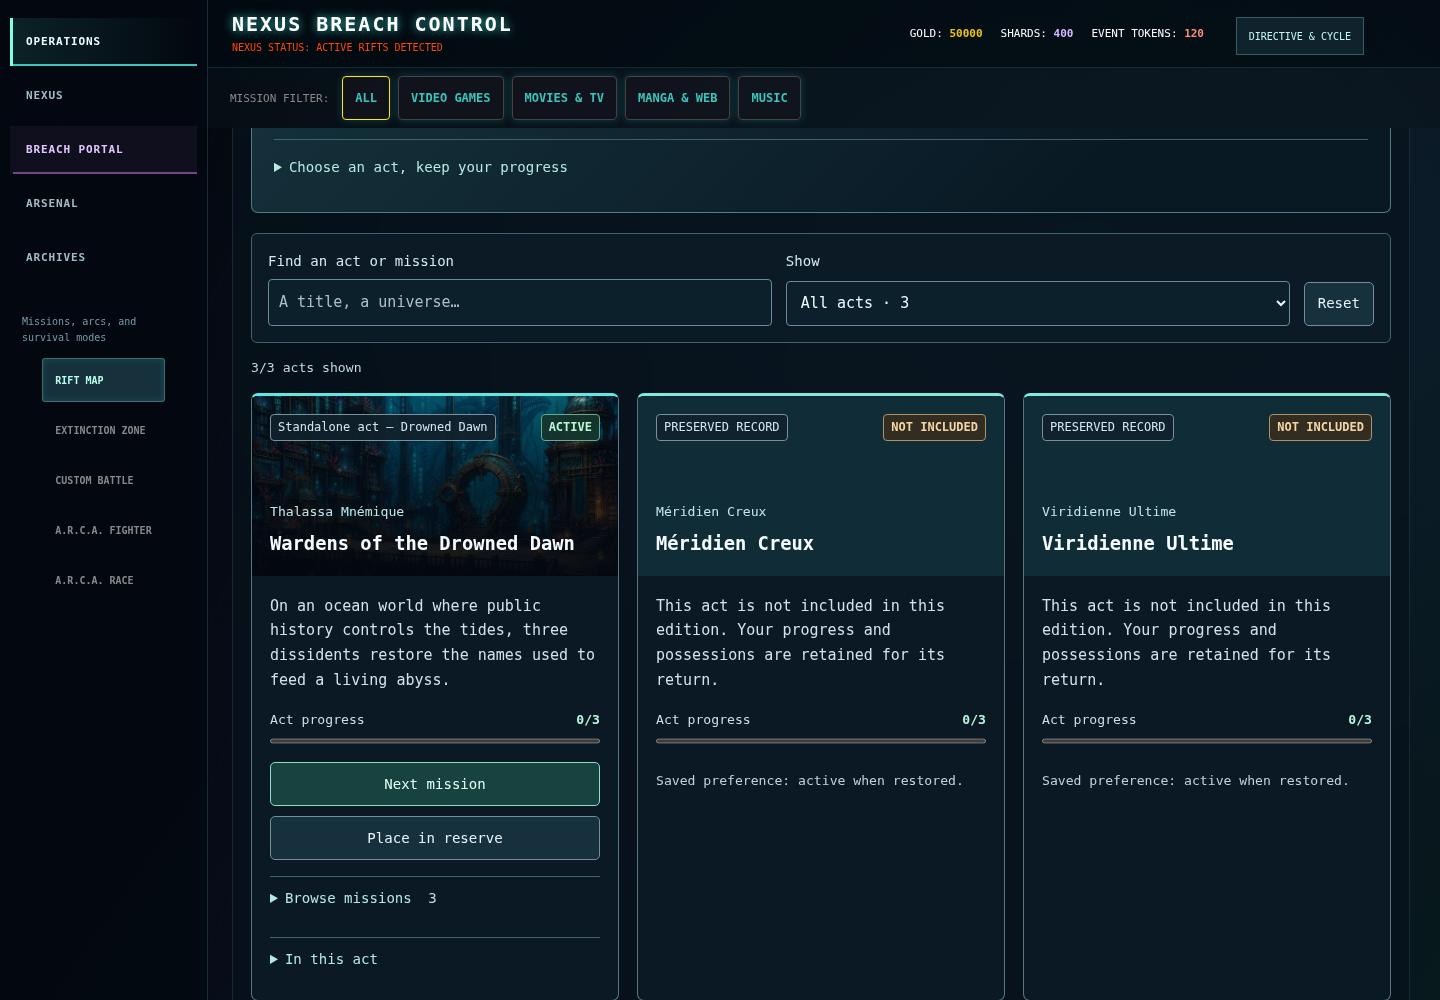 OPERATIONS
NEXUS
BREACH PORTAL
ARSENAL
ARCHIVES
Missions, arcs, and
survival modes
RIFT MAP
EXTINCTION ZONE
CUSTOM BATTLE
A.R.C.A. FIGHTER
A.R.C.A. RACE
NEXUS BREACH CONTROL
NEXUS STATUS: ACTIVE RIFTS DETECTED
GOLD: 50000 SHARDS: 400 EVENT TOKENS: 120
DIRECTIVE & CYCLE
MISSION FILTER: ALL VIDEO GAMES MOVIES & TV MANGA & WEB MUSIC
Choose an act, keep your progress
Find an act or mission
A title, a universe…
Show
All acts · 3
Reset
3/3 acts shown
Standalone act — Drowned Dawn ACTIVE
Thalassa Mnémique
Wardens of the Drowned Dawn
On an ocean world where public
history controls the tides, three
dissidents restore the names used to
feed a living abyss.
Act progress 0/3
Next mission
Place in reserve
Browse missions 3
In this act
PRESERVED RECORD NOT INCLUDED
Méridien Creux
Méridien Creux
This act is not included in this
edition. Your progress and
possessions are retained for its
return.
Act progress 0/3
Saved preference: active when restored.
PRESERVED RECORD NOT INCLUDED
Viridienne Ultime
Viridienne Ultime
This act is not included in this
edition. Your progress and
possessions are retained for its
return.
Act progress 0/3
Saved preference: active when restored.